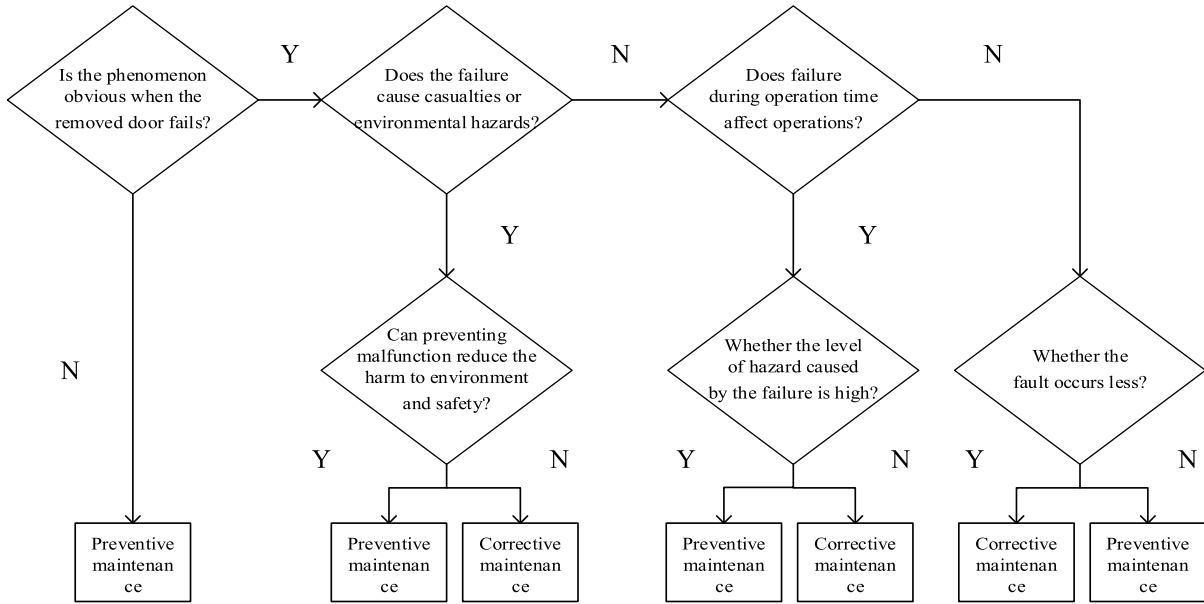 Is the phenomenon
obvious when the
removed door fails?
Y
Does the failure
cause casualties or
environmental hazards?
N
Does failure
during operation time
affect operations?
N
Y
Y
N
Can preventing
malfunction reduce the
harm to environment
and safety?
Whether the level
of hazard caused
by the failure is high?
Whether the
fault occurs less?
Y
N
Y
N
Y
N
Preventive
maintenan
ce
Preventive
maintenan
ce
Corrective
maintenan
ce
Preventive
maintenan
ce
Corrective
maintenan
ce
Corrective
maintenan
ce
Preventive
maintenan
ce